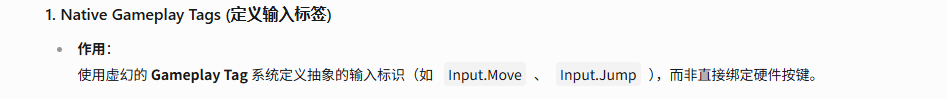 1. Native Gameplay Tags (定义输入标签)
作用：
使用虚幻的 Gameplay Tag 系统定义抽象的输入标识（如 Input.Move 、 Input.Jump ），而非直接绑定硬件按键。